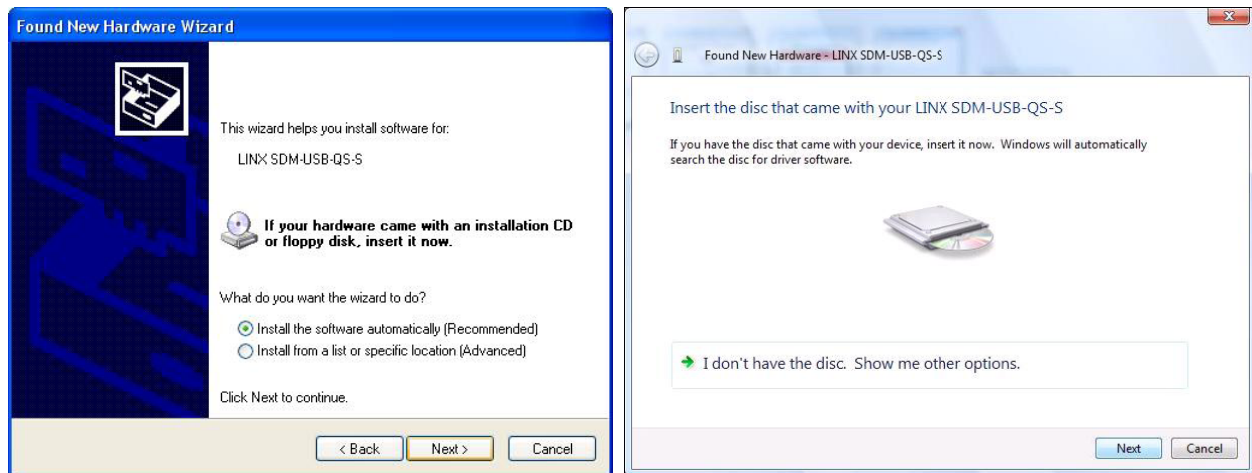 Found New Hardware Wizard
This wizard helps you install software for:
LINX SDM-USB-QS-S
If your hardware came with an installation CD
or floppy disk, insert it now.
What do you want the wizard to do?
Install the software automatically (Recommended)
Install from a list or specific location (Advanced)
Click Next to continue.
< Back
Next >
Cancel
Found New Hardware - LINX SDM-USB-QS-S
Insert the disc that came with your LINX SDM-USB-QS-S
If you have the disc that came with your device, insert it now. Windows will automatically
search the disc for driver software.
I don't have the disc. Show me other options.
Next
Cancel